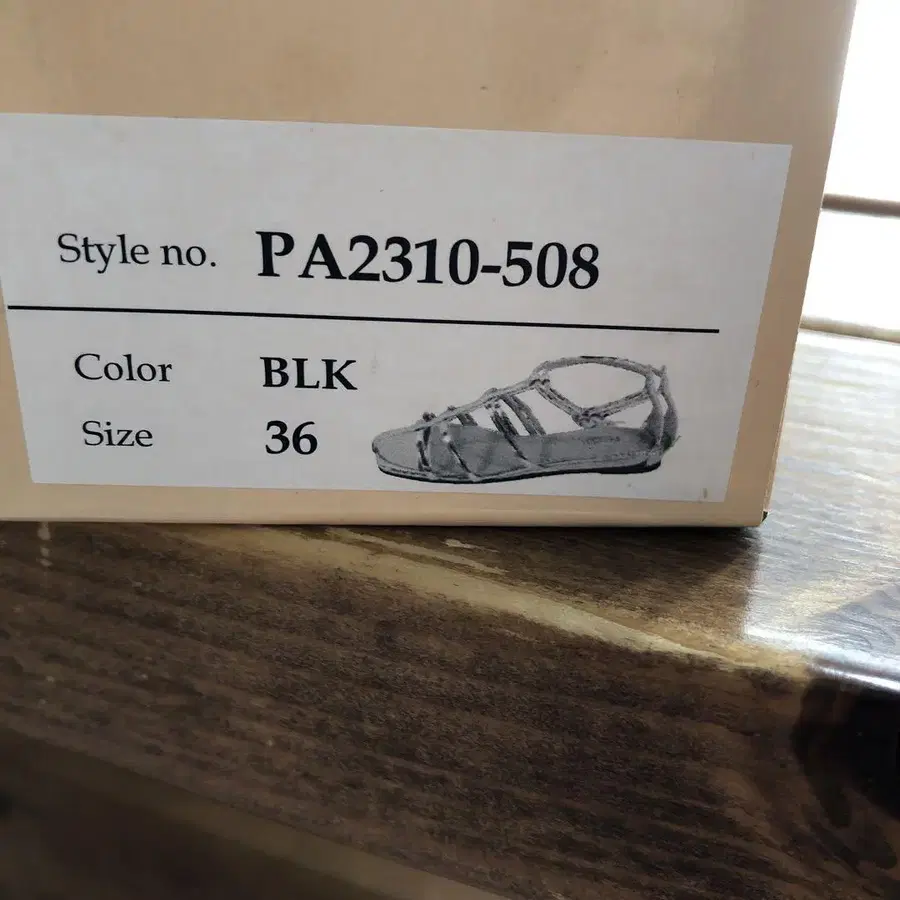 Style no. PA2310-508
Color BLK
Size 36